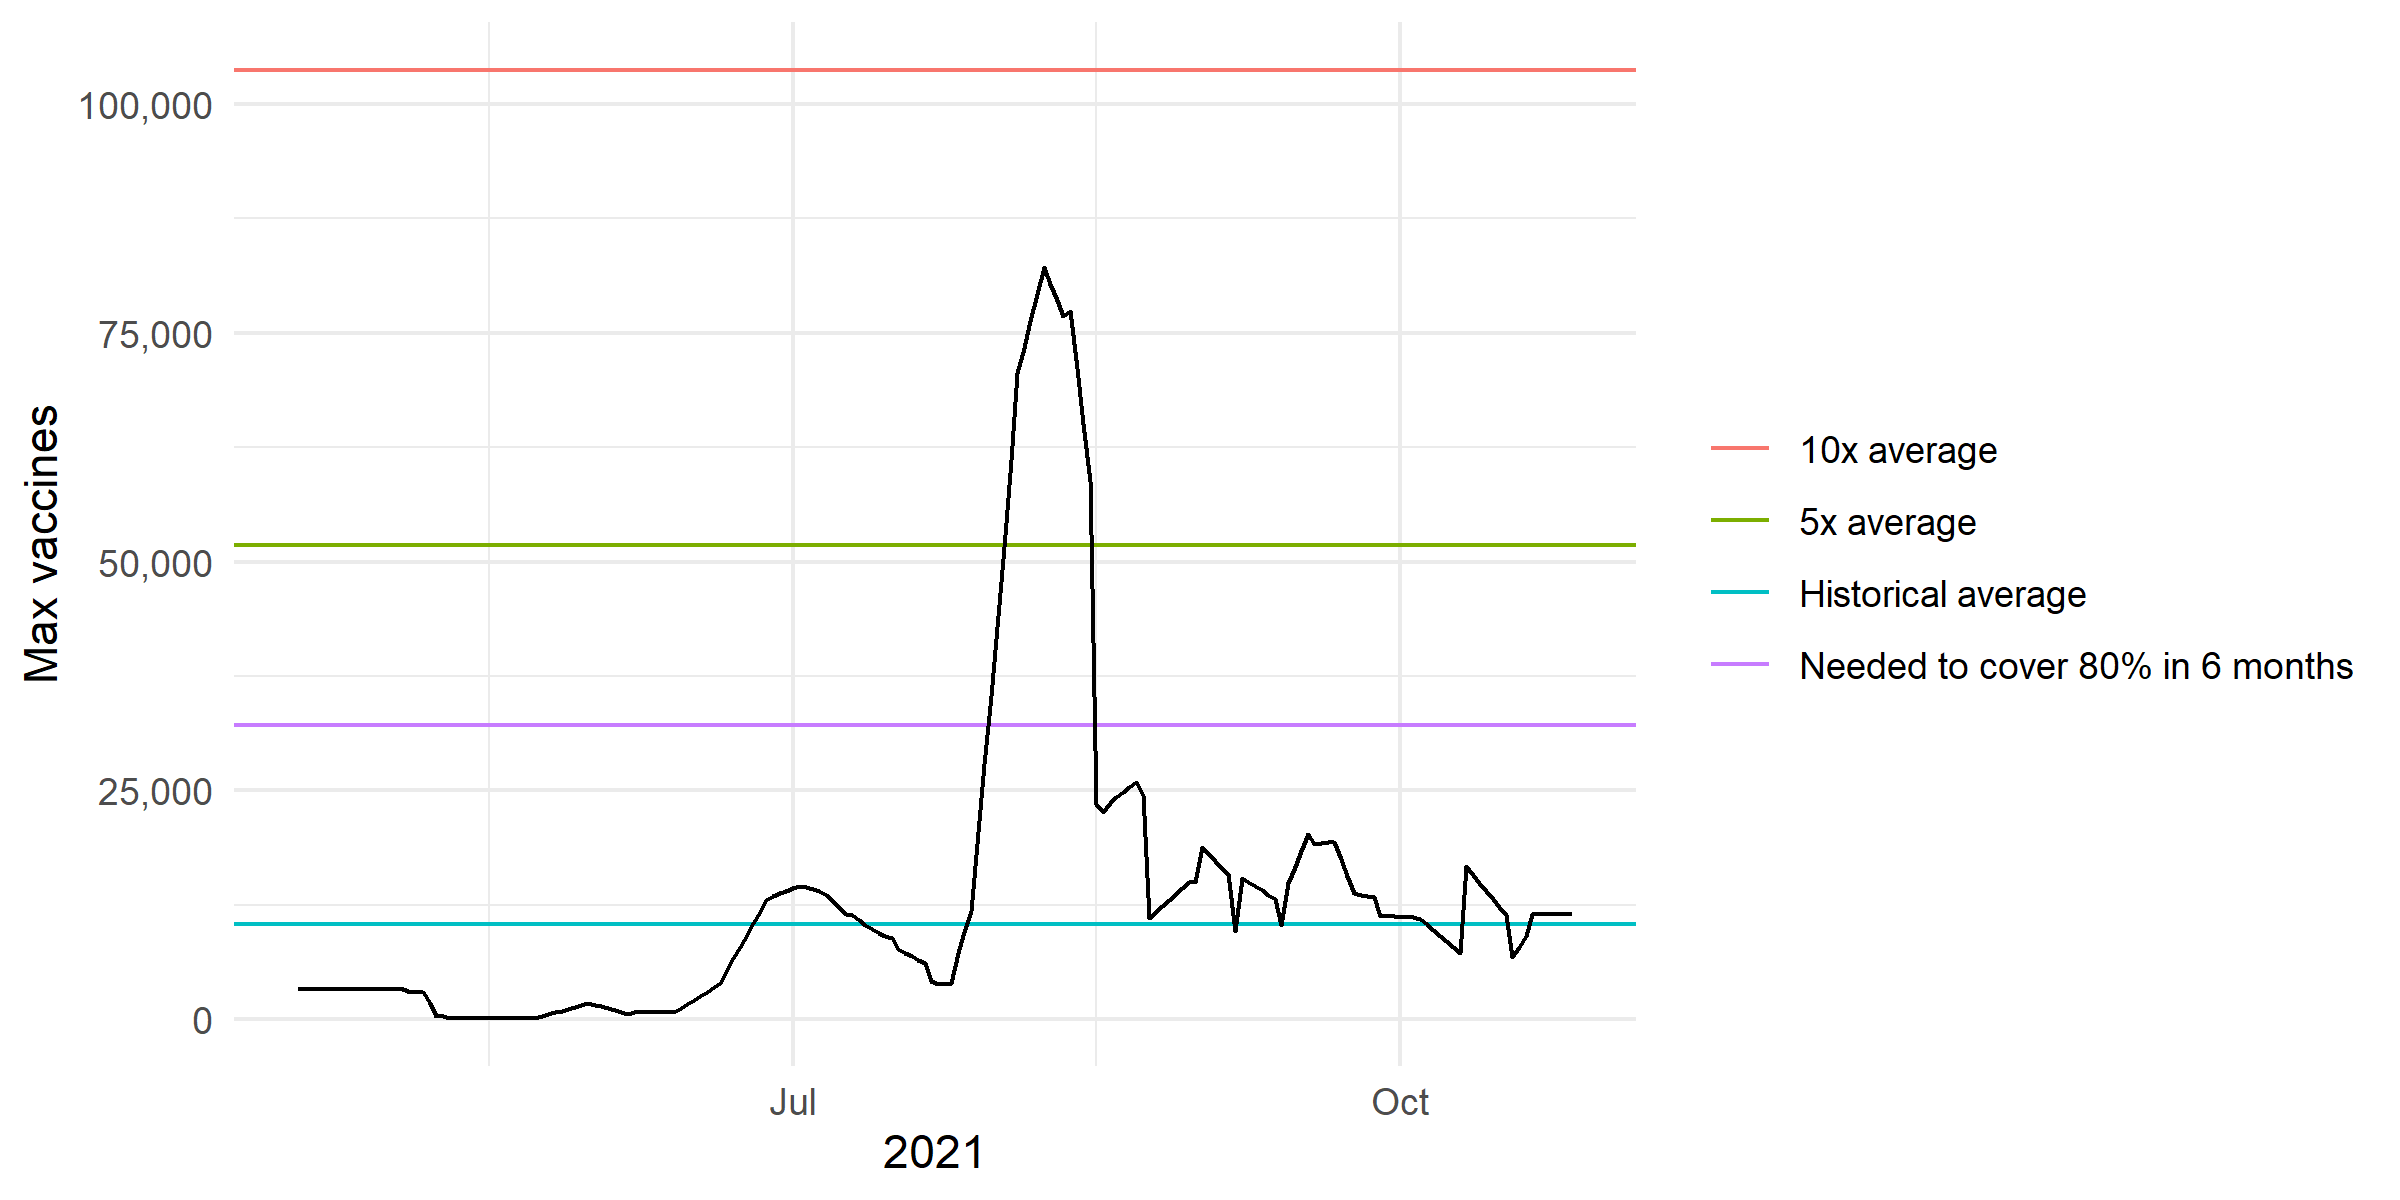 100,000
75,000
50,000
25,000
0
Max vaccines
Jul
Oct
2021
10x average
5x average
Historical average
Needed to cover 80% in 6 months